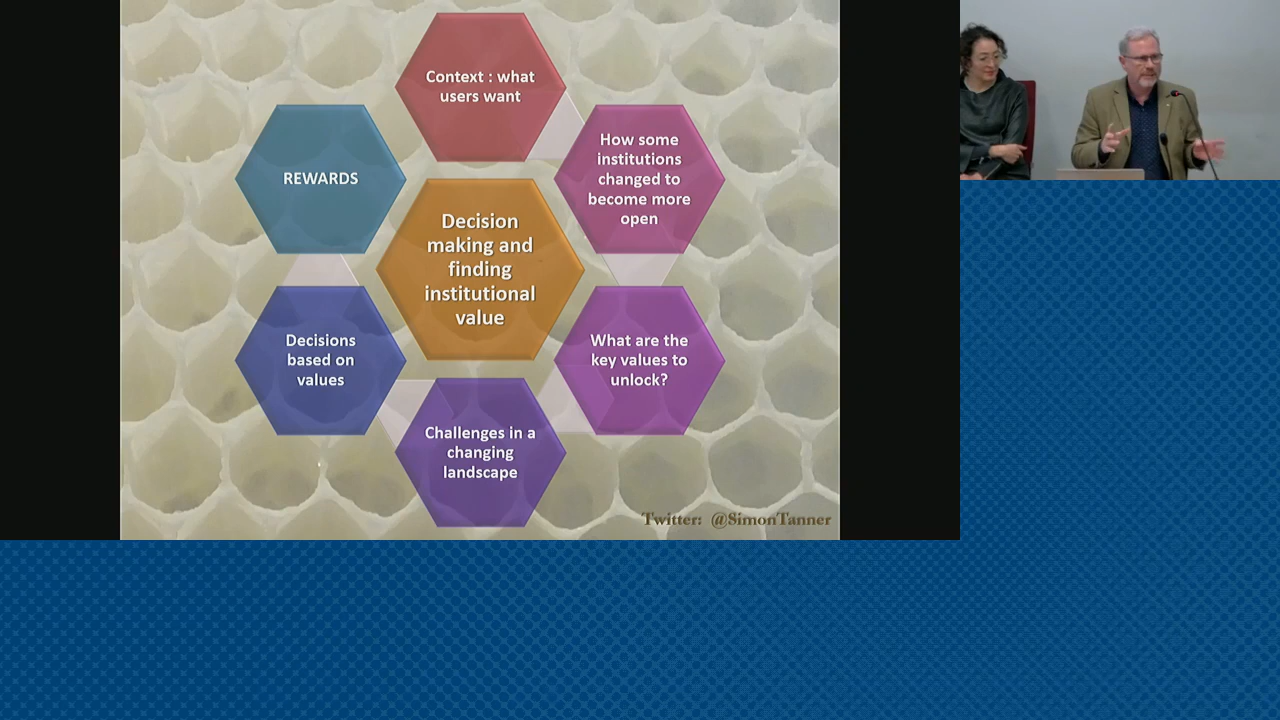 Context : what
users want
How some
institutions
changed to
become more
open
REWARDS
Decision
making and
finding
institutional
value
Decisions
based on
values
What are the
key values to
unlock?
Challenges in a
changing
landscape
Twitter: @SimonTanner